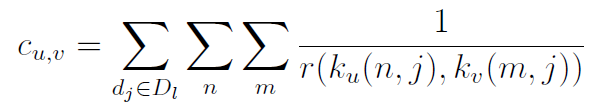 $c_{u,v} = \sum_{d_j \in D_l} \sum_{n} \sum_{m} \frac{1}{r(k_u(n,j), k_v(m,j))}$